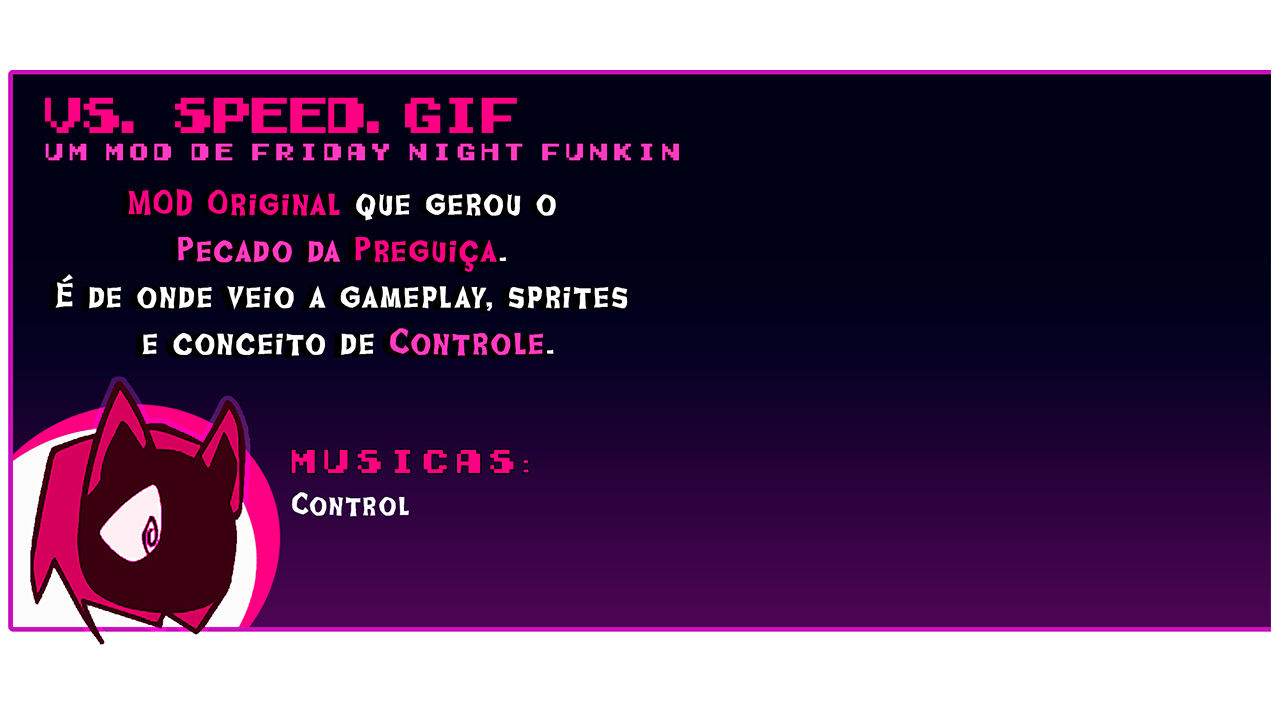 VS. SPEED. GIF
UM MOD DE FRIDAY NIGHT FUNKIN
MOD Original que gerou o
Pecado da Preguiça.
É de onde veio a gameplay, sprites
e conceito de Controle.
MUSICAS:
Control